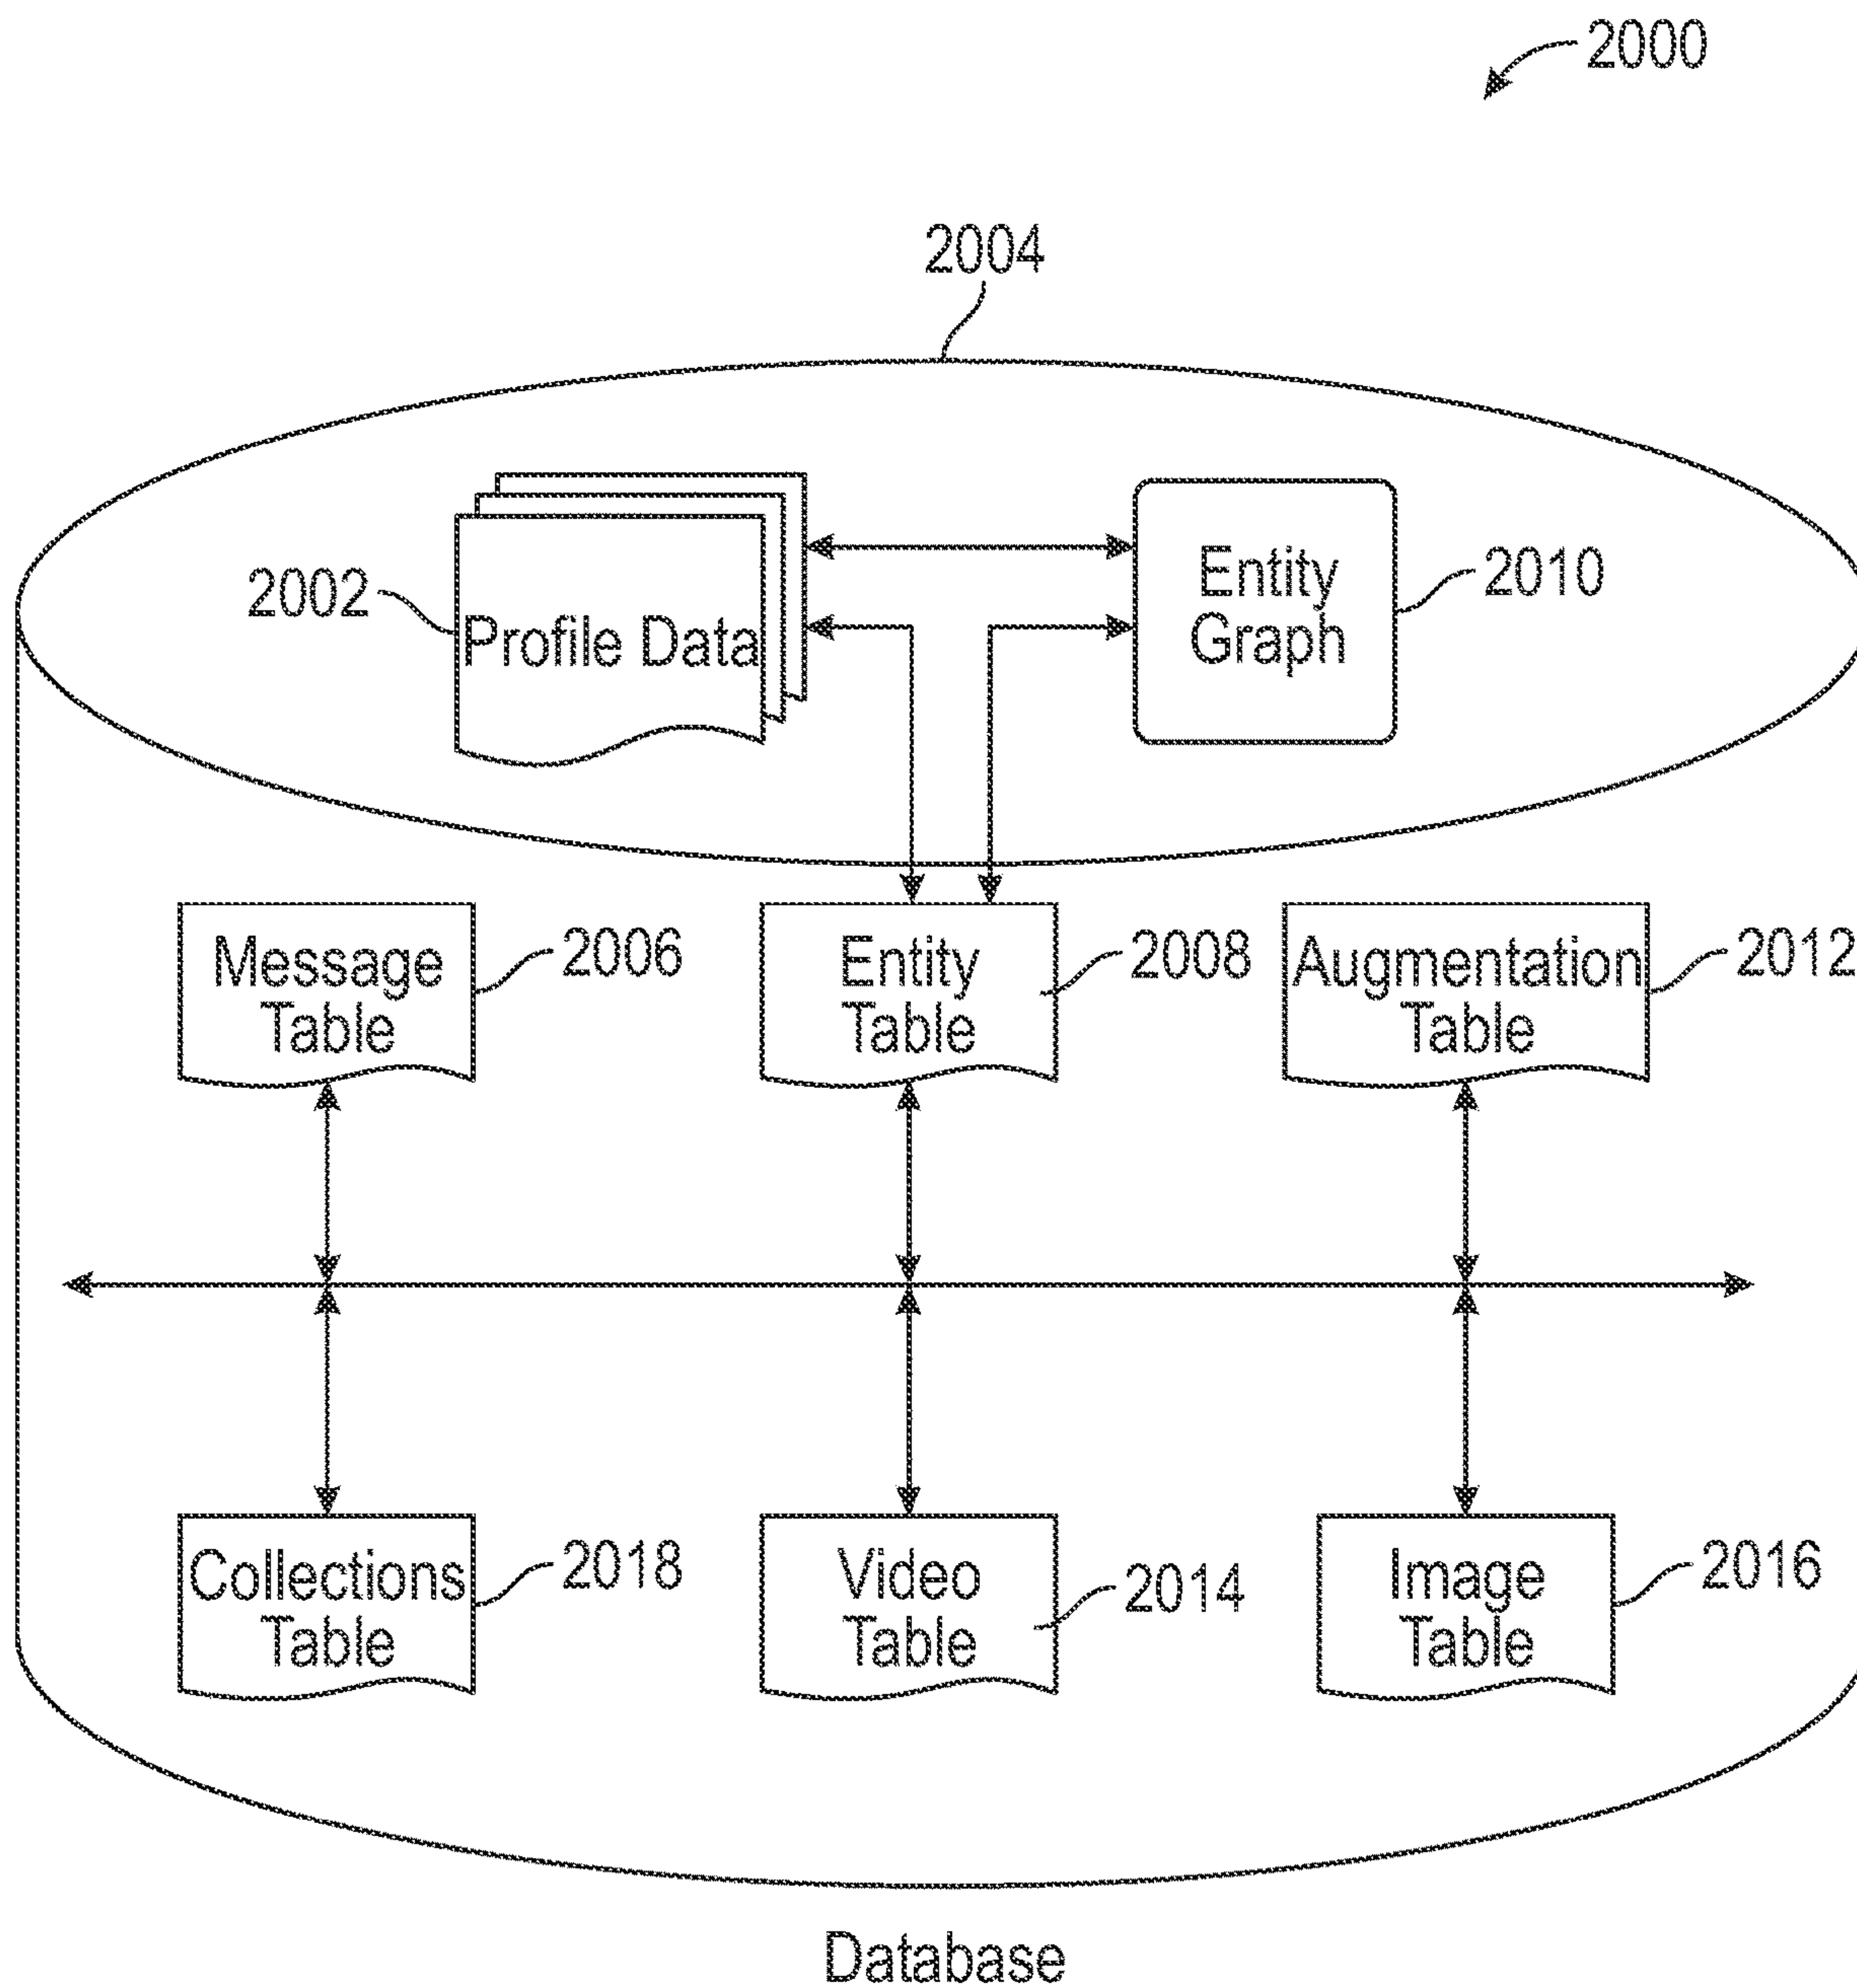 2000
2004
2002
Profile Data
Entity
Graph
2010
Message
Table
2006
Entity
Table
2008
Augmentation
Table
2012
Collections
Table
2018
Video
Table
2014
Image
Table
2016
Database